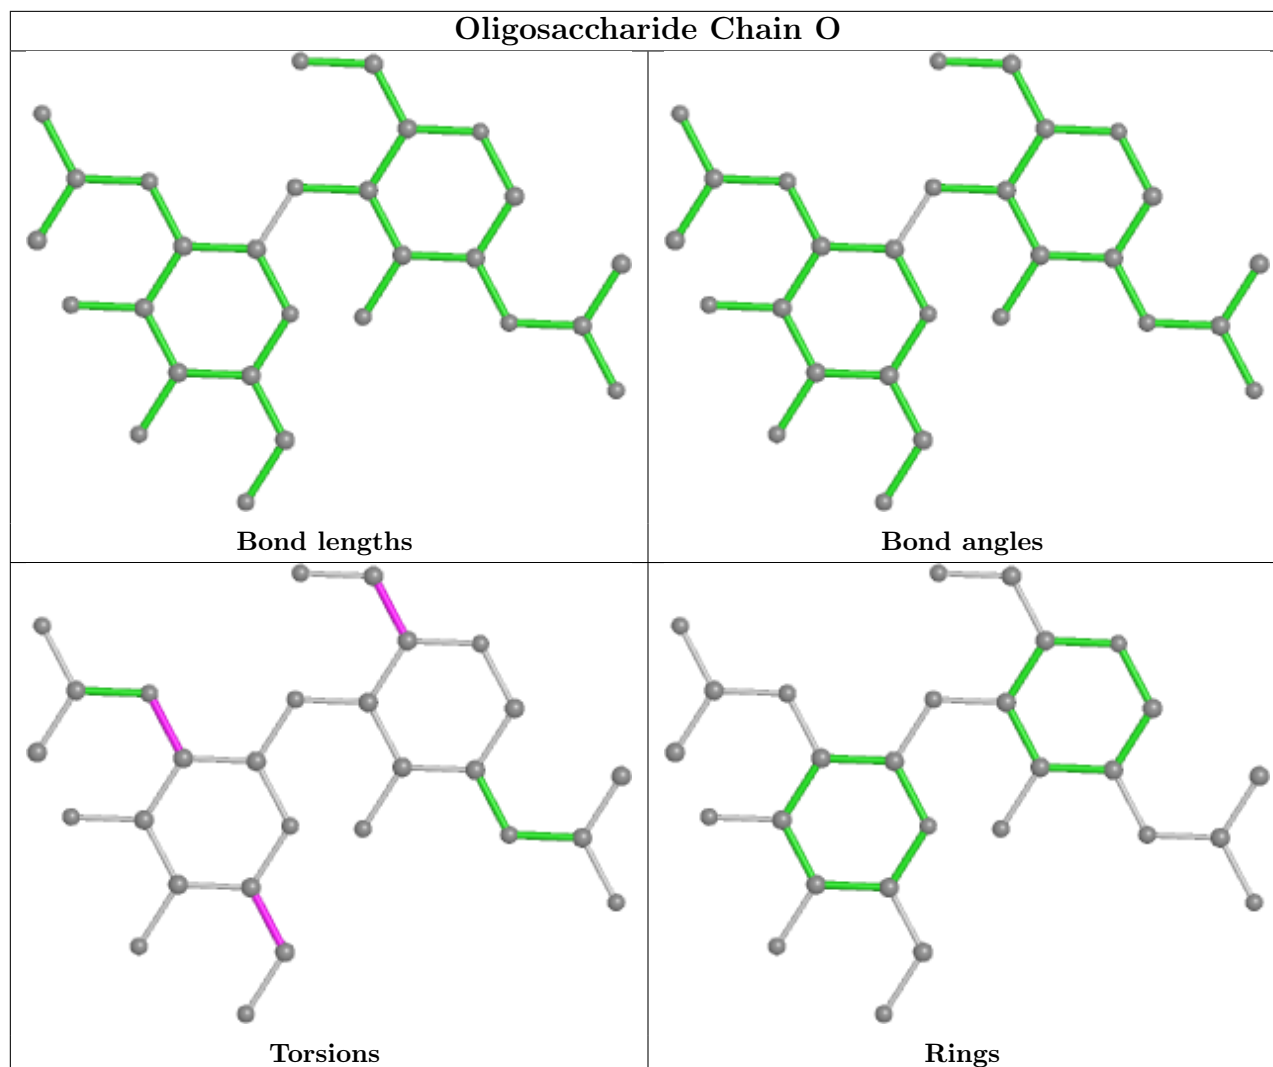 Oligosaccharide Chain O
Bond lengths
Bond angles
Torsions
Rings